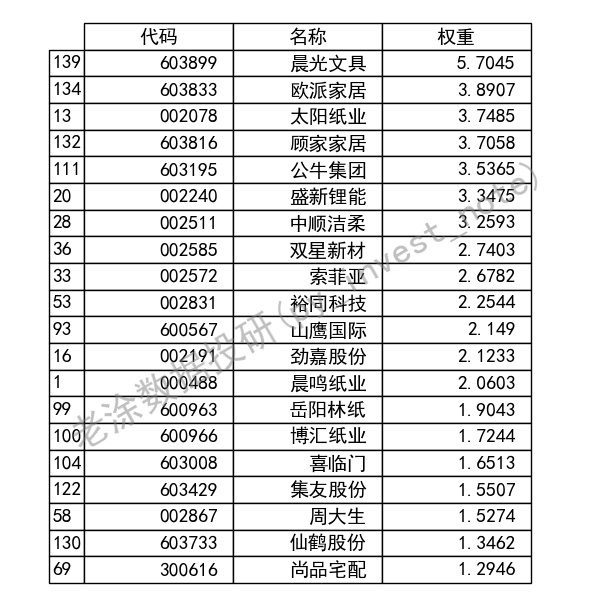 代码 名称 权重
139 603899 晨光文具 5.7045
134 603833 欧派家居 3.8907
13 002078 太阳纸业 3.7485
132 603816 顾家家居 3.7058
111 603195 公牛集团 3.5365
20 002240 盛新锂能 3.3475
28 002511 中顺洁柔 3.2593
36 002585 双星新材 2.7403
33 002572 索菲亚 2.6782
53 002831 裕同科技 2.2544
93 600567 山鹰国际 2.149
16 002191 劲嘉股份 2.1233
1 000488 晨鸣纸业 2.0603
99 600963 岳阳林纸 1.9043
100 600966 博汇纸业 1.7244
104 603008 喜临门 1.6513
122 603429 集友股份 1.5507
58 002867 周大生 1.5274
130 603733 仙鹤股份 1.3462
69 300616 尚品宅配 1.2946
老涂数据投研(py_invest_note)